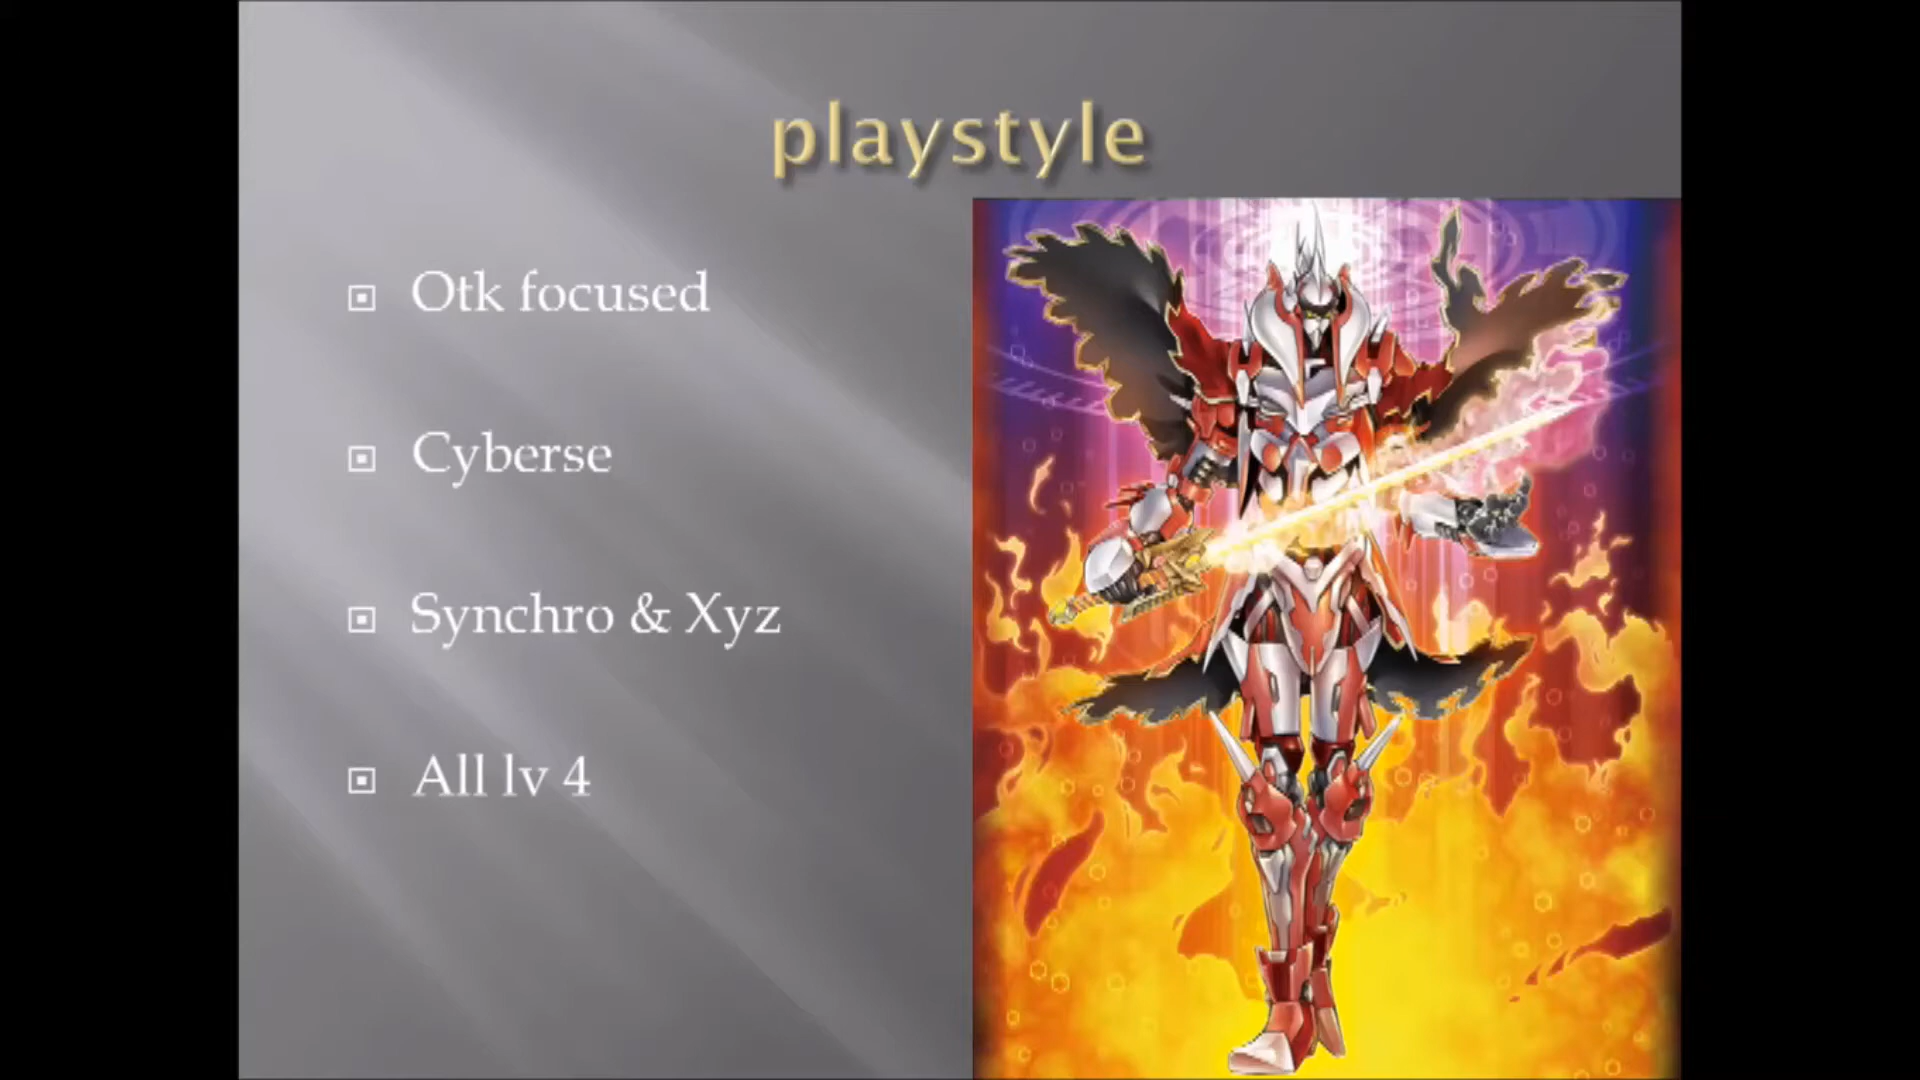 playstyle
Otk focused
Cyberse
Synchro & Xyz
All lv 4